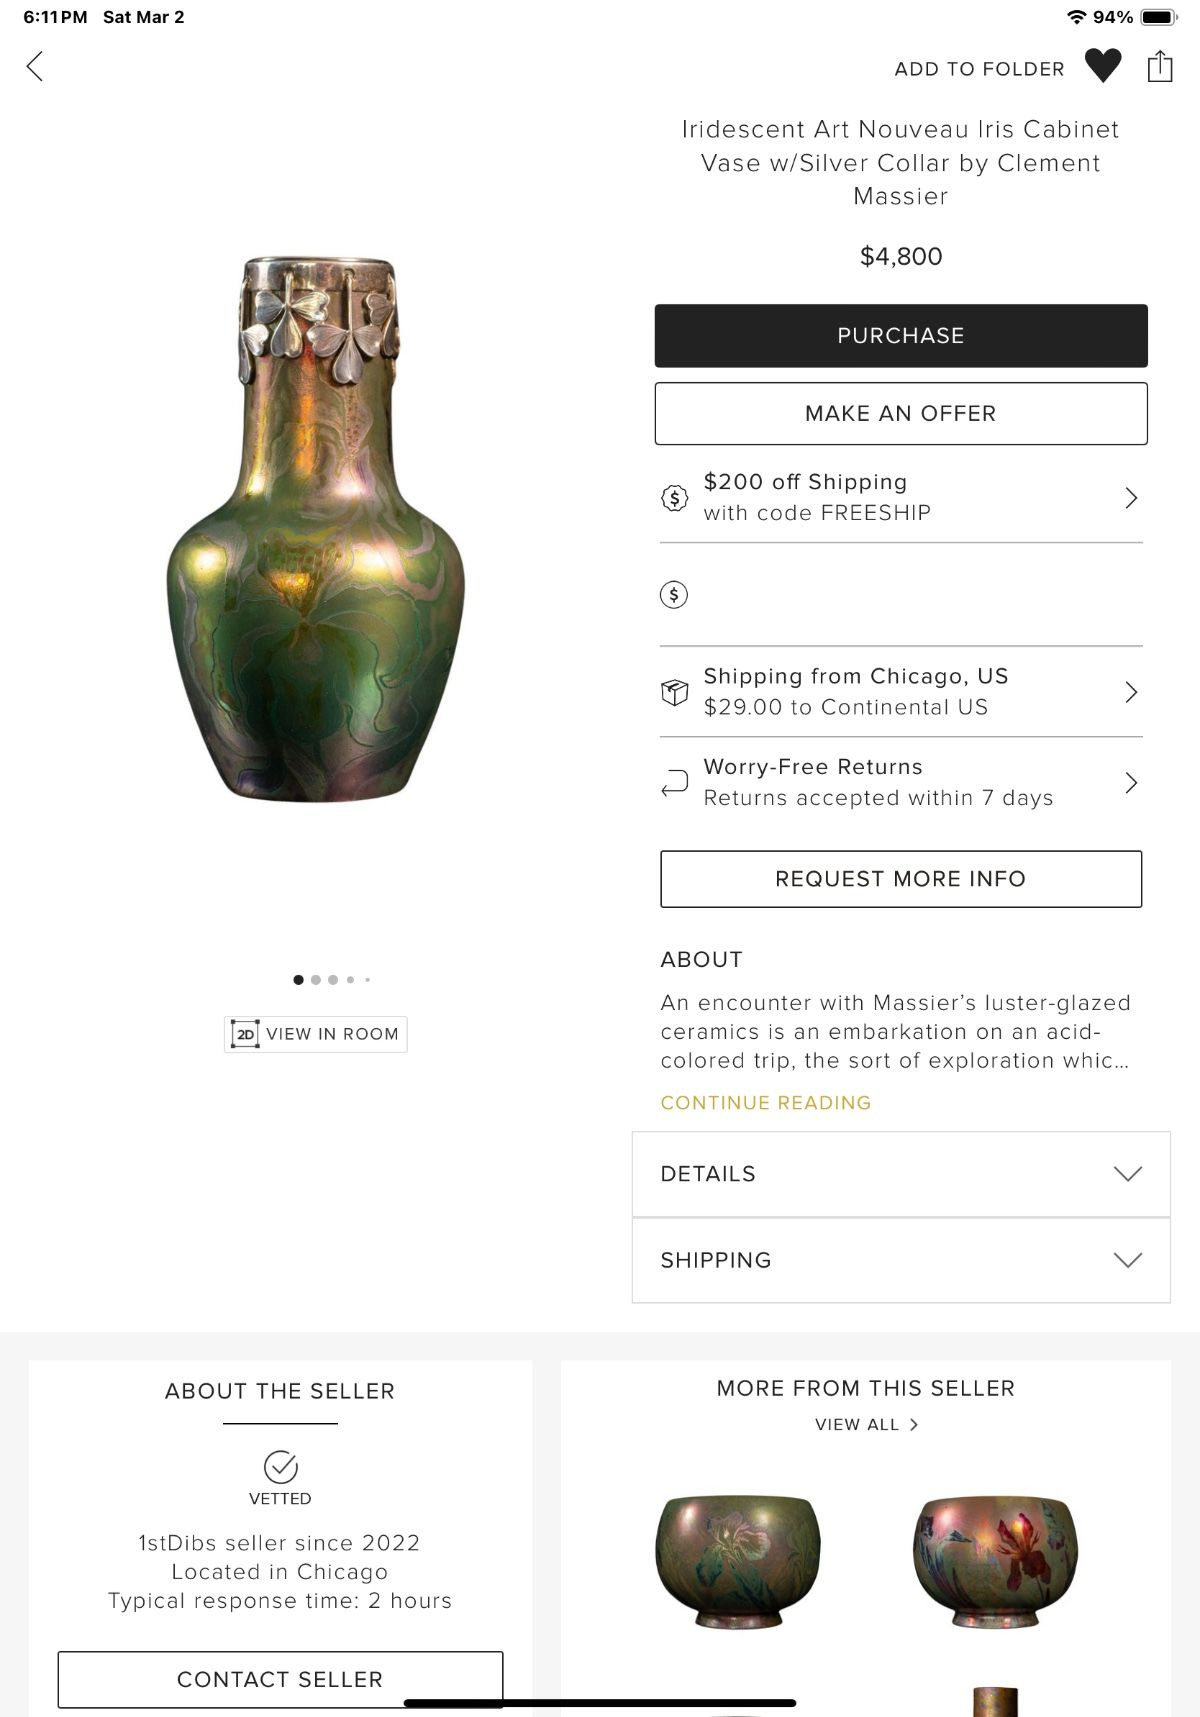 6:11 PM Sat Mar 2
94%
ADD TO FOLDER
Iridescent Art Nouveau Iris Cabinet
Vase w/Silver Collar by Clement
Massier
$4,800
PURCHASE
MAKE AN OFFER
$200 off Shipping
with code FREESHIP
Shipping from Chicago, US
$29.00 to Continental US
Worry-Free Returns
Returns accepted within 7 days
REQUEST MORE INFO
2D VIEW IN ROOM
ABOUT
An encounter with Massier’s luster-glazed
ceramics is an embarkation on an acid-
colored trip, the sort of exploration whic...
CONTINUE READING
DETAILS
SHIPPING
ABOUT THE SELLER
VETTED
1stDibs seller since 2022
Located in Chicago
Typical response time: 2 hours
CONTACT SELLER
MORE FROM THIS SELLER
VIEW ALL